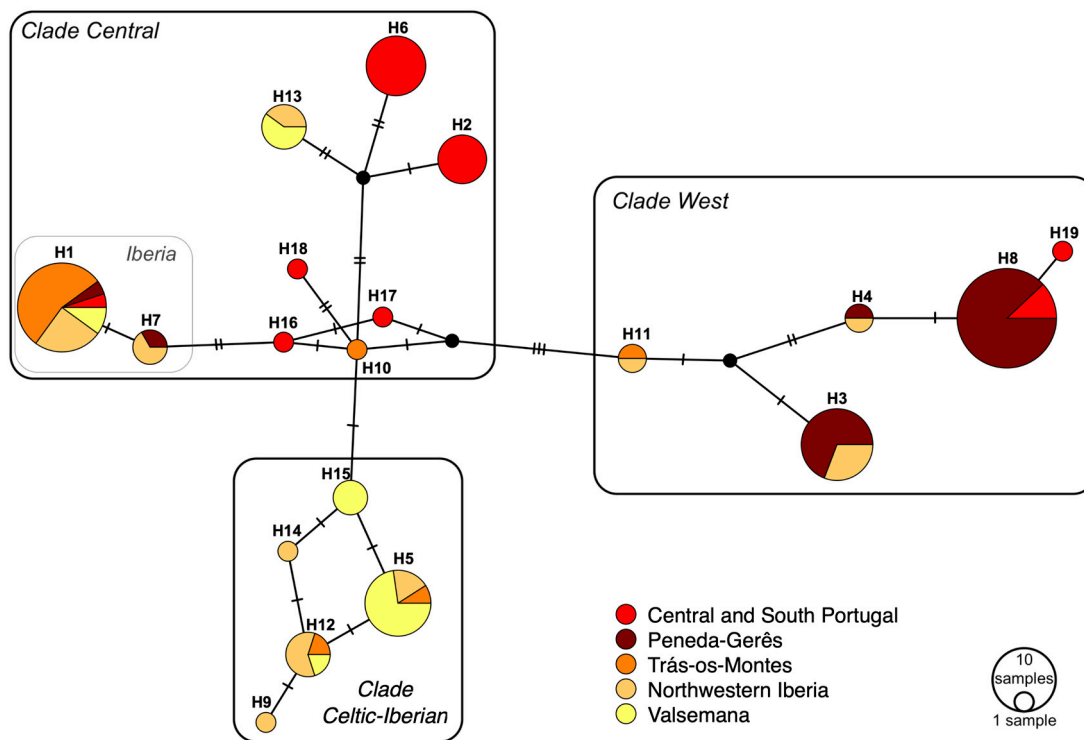 Clade Central
H6
H13
H2
Clade West
Iberia
H1
H18
H19
H8
H7
H17
H4
H16
H11
H10
H3
H15
H14
H5
H12
H9
Clade
Celtic-Iberian
Central and South Portugal
Peneda-Gerês
Trás-os-Montes
Northwestern Iberia
Valsemana
10
samples
1 sample